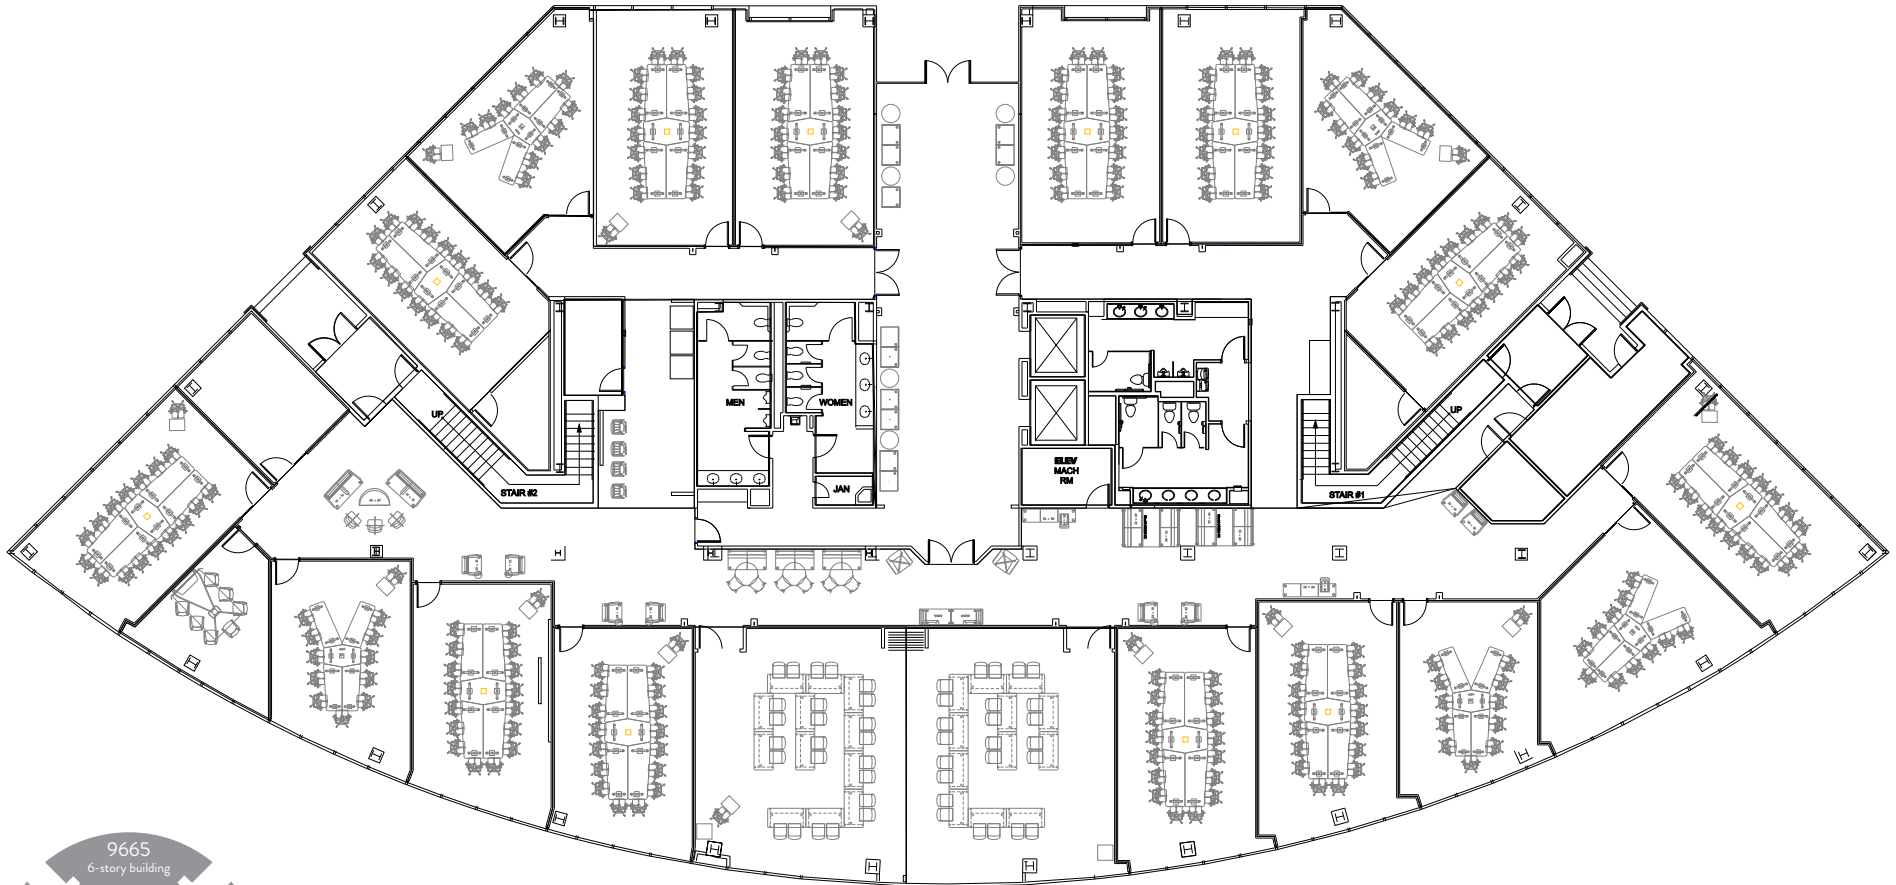 MEN
WOMEN
UP
UP
ELEV
MACH
RM
JAN
STAIR #2
STAIR #1
9665
6-story building